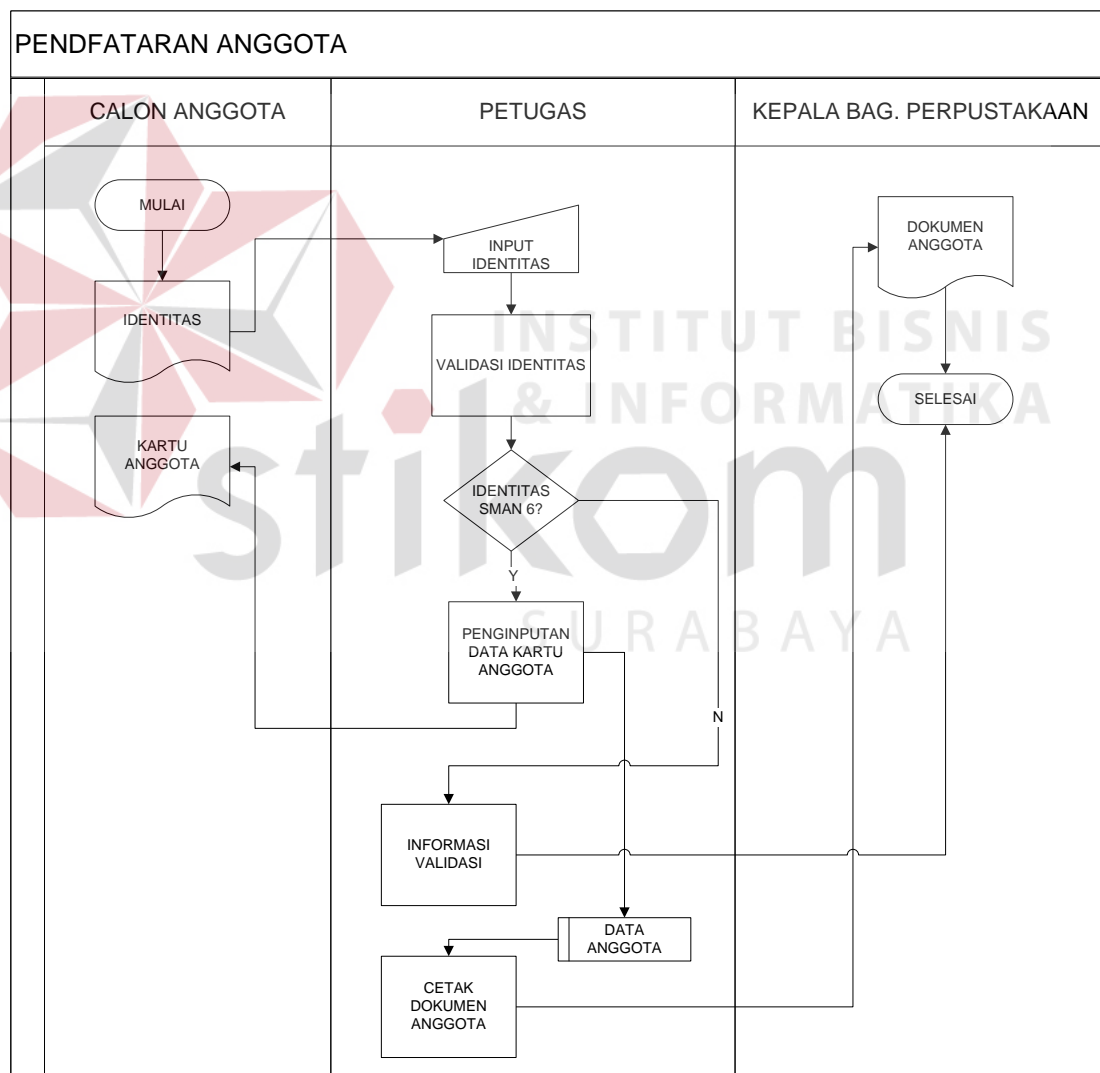 PENDFATARAN ANGGOTA
CALON ANGGOTA
PETUGAS
KEPALA BAG. PERPUSTAKAAN
MULAI
IDENTITAS
KARTU
ANGGOTA
INPUT
IDENTITAS
VALIDASI IDENTITAS
IDENTITAS
SMAN 6?
Y
PENGINPUTAN
DATA KARTU
ANGGOTA
N
INFORMASI
VALIDASI
DATA
ANGGOTA
CETAK
DOKUMEN
ANGGOTA
DOKUMEN
ANGGOTA
SELESAI
INSTITUT BISNIS
& INFORMATIKA
stikom
SURABAYA